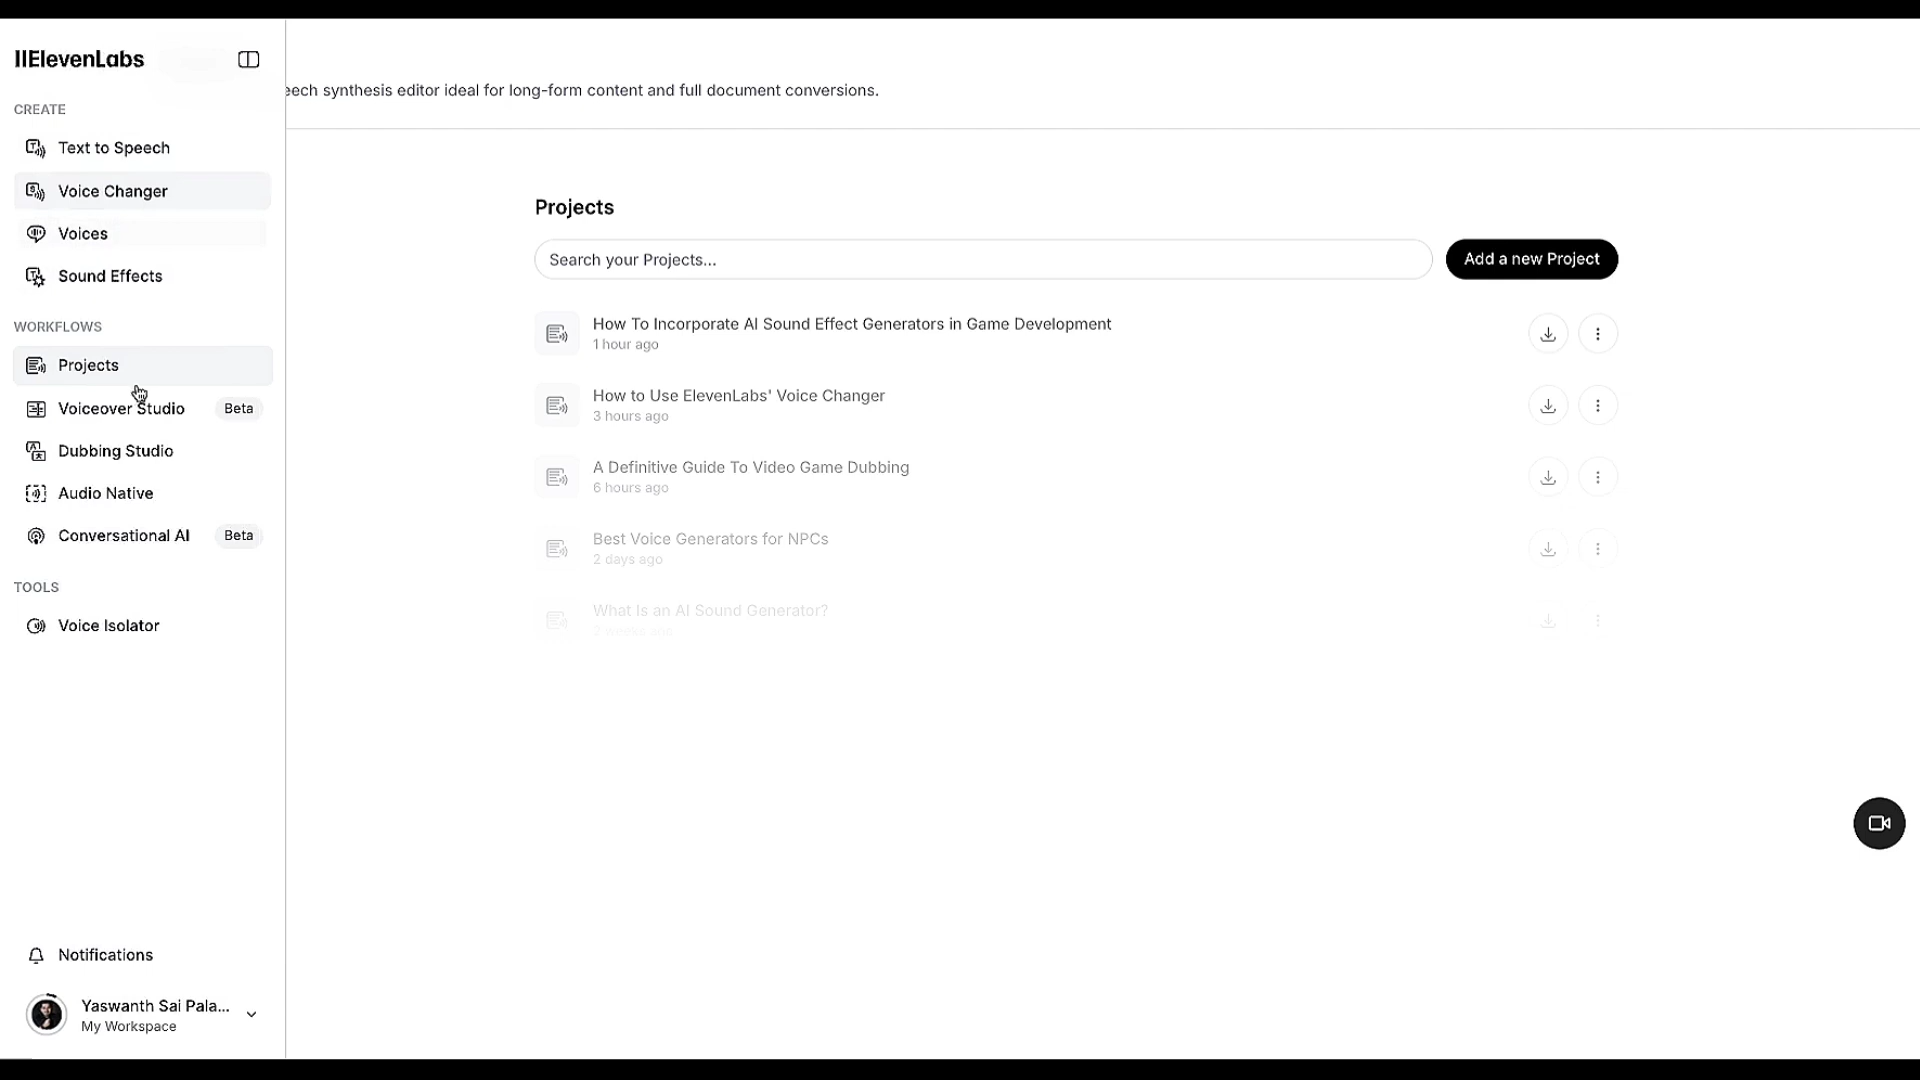 IIElevenLabs
eech synthesis editor ideal for long-form content and full document conversions.
CREATE
Text to Speech
Voice Changer
Voices
Sound Effects
WORKFLOWS
Projects
Voiceover Studio Beta
Dubbing Studio
Audio Native
Conversational AI Beta
TOOLS
Voice Isolator
Notifications
Yaswanth Sai Pala...
My Workspace
Projects
Search your Projects...
Add a new Project
How To Incorporate AI Sound Effect Generators in Game Development
1 hour ago
How to Use ElevenLabs' Voice Changer
3 hours ago
A Definitive Guide To Video Game Dubbing
6 hours ago
Best Voice Generators for NPCs
2 days ago
What Is an AI Sound Generator?
2 weeks ago